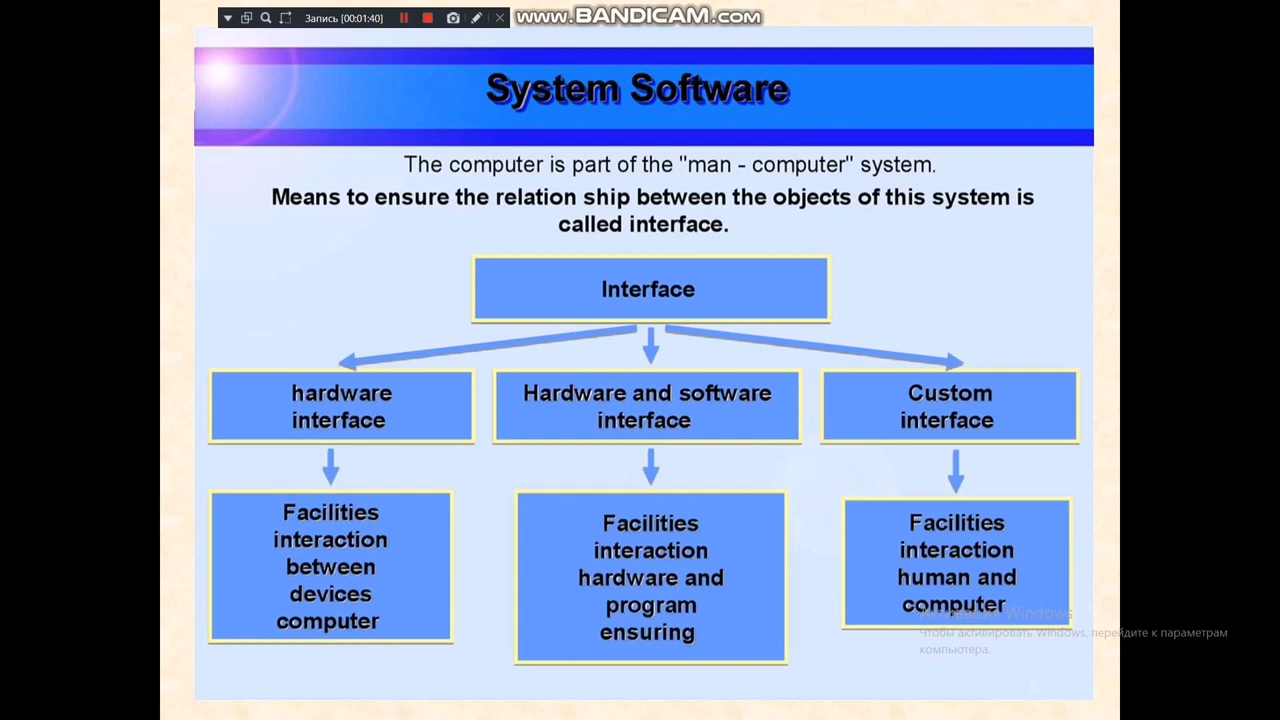 Запись [00:01:40]
www.BANDICAM.com
System Software
The computer is part of the "man - computer" system.
Means to ensure the relation ship between the objects of this system is
called interface.
Interface
hardware
interface
Hardware and software
interface
Custom
interface
Facilities
interaction
between
devices
computer
Facilities
interaction
hardware and
program
ensuring
Facilities
interaction
human and
computer
Активация Windows
Чтобы активировать Windows, перейдите к параметрам
компьютера.